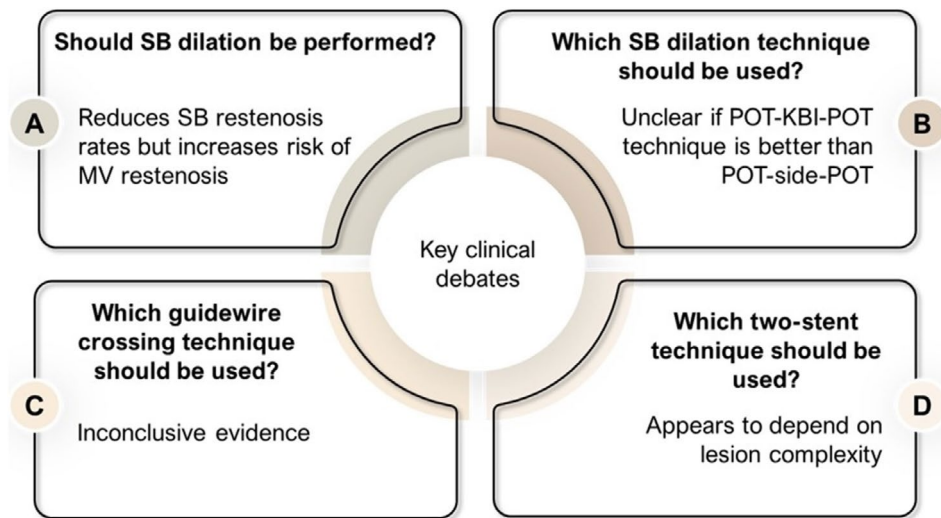 A
Should SB dilation be performed?
Reduces SB restenosis
rates but increases risk of
MV restenosis
B
Which SB dilation technique
should be used?
Unclear if POT-KBI-POT
technique is better than
POT-side-POT
Key clinical
debates
C
Which guidewire
crossing technique
should be used?
Inconclusive evidence
D
Which two-stent
technique should be
used?
Appears to depend on
lesion complexity